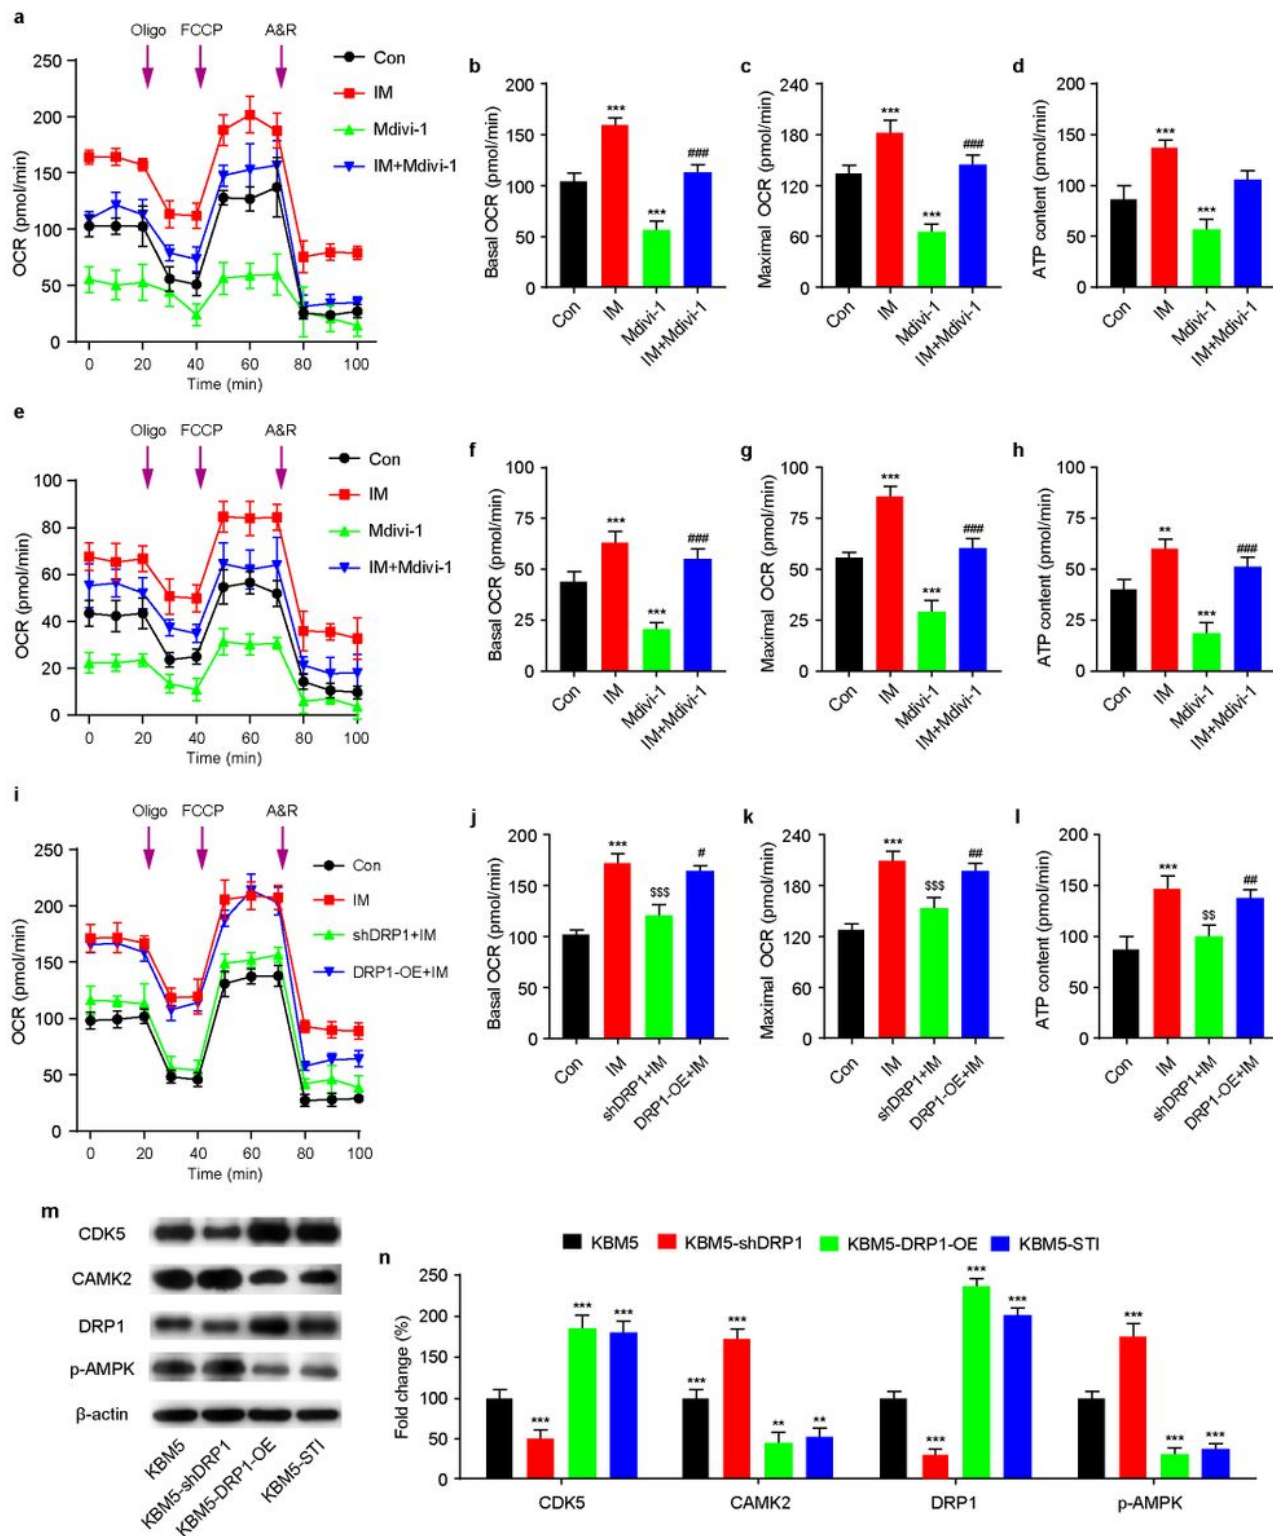 a
Oligo FCCP A&R
Con
IM
Mdivi-1
IM+Mdivi-1
OCR (pmol/min)
250
200
150
100
50
0
0 20 40 60 80 100
Time (min)
b
Basal OCR (pmol/min)
200
150
100
50
0
*** *** ###
Con IM Mdivi-1 IM+Mdivi-1
c
Maximal OCR (pmol/min)
240
180
120
60
0
*** *** ###
Con IM Mdivi-1 IM+Mdivi-1
d
ATP content (pmol/min)
200
150
100
50
0
*** ***
Con IM Mdivi-1 IM+Mdivi-1
e
Oligo FCCP A&R
Con
IM
Mdivi-1
IM+Mdivi-1
OCR (pmol/min)
100
80
60
40
20
0
0 20 40 60 80 100
Time (min)
f
Basal OCR (pmol/min)
100
75
50
25
0
*** *** ###
Con IM Mdivi-1 IM+Mdivi-1
g
Maximal OCR (pmol/min)
100
75
50
25
0
*** *** ###
Con IM Mdivi-1 IM+Mdivi-1
h
ATP content (pmol/min)
100
75
50
25
0
** *** ###
Con IM Mdivi-1 IM+Mdivi-1
i
Oligo FCCP A&R
Con
IM
shDRP1+IM
DRP1-OE+IM
OCR (pmol/min)
250
200
150
100
50
0
0 20 40 60 80 100
Time (min)
j
Basal OCR (pmol/min)
200
150
100
50
0
*** $$$ #
Con IM shDRP1+IM DRP1-OE+IM
k
Maximal OCR (pmol/min)
240
180
120
60
0
*** $$$ ##
Con IM shDRP1+IM DRP1-OE+IM
l
ATP content (pmol/min)
200
150
100
50
0
*** $$ ##
Con IM shDRP1+IM DRP1-OE+IM
m
CDK5
CAMK2
DRP1
p-AMPK
β-actin
KBM5 KBM5-shDRP1 KBM5-DRP1-OE KBM5-STI
n
KBM5 KBM5-shDRP1 KBM5-DRP1-OE KBM5-STI
Fold change (%)
250
200
150
100
50
0
*** *** *** *** *** ** ** *** *** *** *** *** ***
CDK5 CAMK2 DRP1 p-AMPK